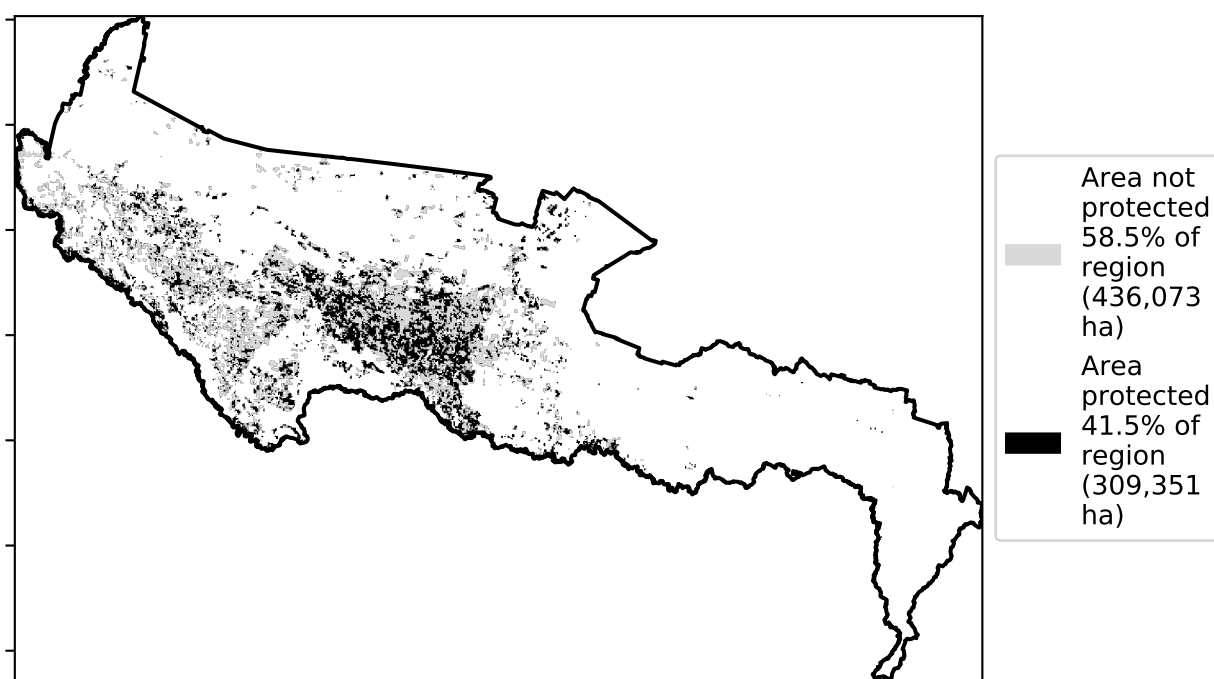 Area not
protected
58.5% of
region
(436,073
ha)
Area
protected
41.5% of
region
(309,351
ha)